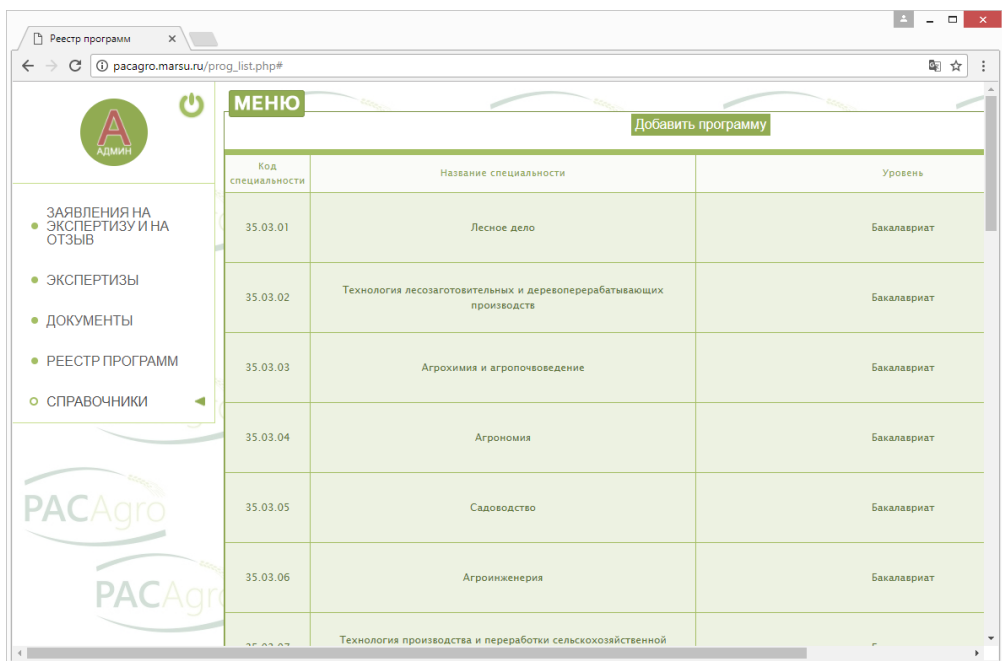 Реестр программ
pacagro.marsu.ru/prog_list.php#
А
АДМИН
МЕНЮ
Добавить программу
ЗАЯВЛЕНИЯ НА
ЭКСПЕРТИЗУ И НА
ОТЗЫВ
ЭКСПЕРТИЗЫ
ДОКУМЕНТЫ
РЕЕСТР ПРОГРАММ
СПРАВОЧНИКИ
Код
специальности
Название специальности
Уровень
35.03.01
Лесное дело
Бакалавриат
35.03.02
Технология лесозаготовительных и деревоперерабатывающих
производств
Бакалавриат
35.03.03
Агрохимия и агропочвоведение
Бакалавриат
35.03.04
Агрономия
Бакалавриат
35.03.05
Садоводство
Бакалавриат
35.03.06
Агроинженерия
Бакалавриат
Технология производства и переработки сельскохозяйственной
PACAgro
PACAgro